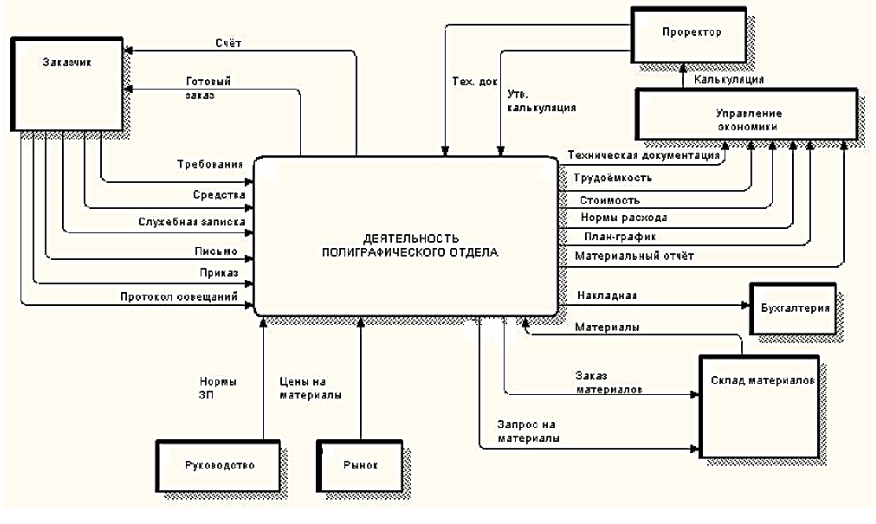 Заказчик
Счёт
Готовый
заказ
Тех. док
Утв.
калькуляция
Проректор
Калькуляция
Управление
экономики
Требования
Средства
Служебная записка
Письмо
Приказ
Протокол совещаний
ДЕЯТЕЛЬНОСТЬ
ПОЛИГРАФИЧЕСКОГО ОТДЕЛА
Техническая документация
Трудоёмкость
Стоимость
Нормы расхода
План-график
Материальный отчёт
Накладная
Бухгалтерия
Материалы
Заказ
материалов
Склад материалов
Запрос на
материалы
Нормы
ЗП
Цены на
материалы
Руководство
Рынок